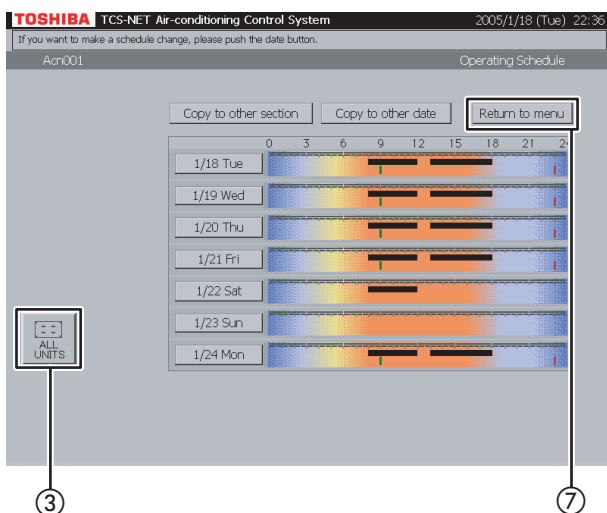 TOSHIBA TCS-NET Air-conditioning Control System 2005/1/18 (Tue) 22:36
If you want to make a schedule change, please push the date button.
Acn001 Operating Schedule
Copy to other section Copy to other date Return to menu
0 3 6 9 12 15 18 21 24
1/18 Tue
1/19 Wed
1/20 Thu
1/21 Fri
1/22 Sat
1/23 Sun
1/24 Mon
ALL
UNITS
③ ⑦